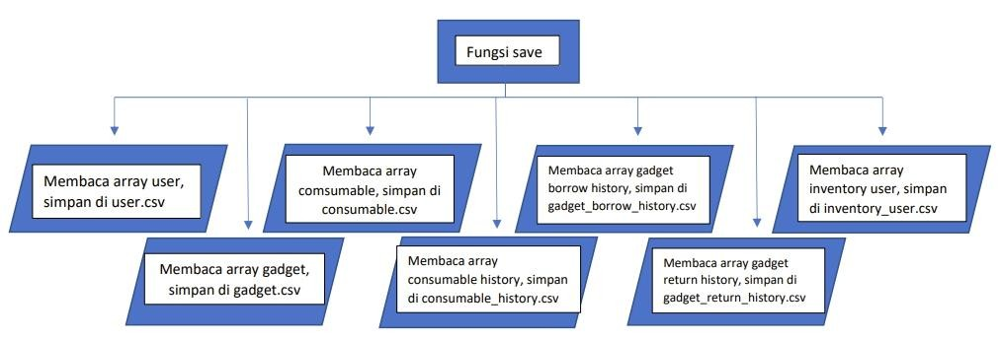 Fungsi save
Membaca array user,
simpan di user.csv
Membaca array
comsumable, simpan di
consumable.csv
Membaca array gadget
borrow history, simpan di
gadget_borrow_history.csv
Membaca array
inventory user, simpan
di inventory_user.csv
Membaca array gadget,
simpan di gadget.csv
Membaca array
consumable history, simpan
di consumable_history.csv
Membaca array gadget
return history, simpan di
gadget_return_history.csv